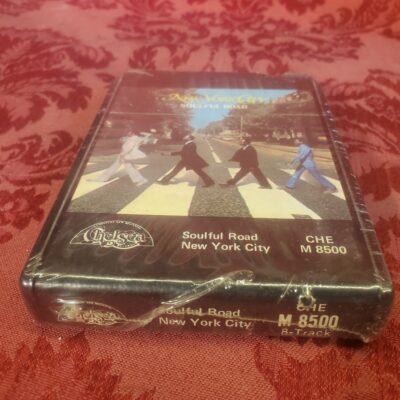 New York City
SOULFUL ROAD
Chelsea
Soulful Road
New York City
CHE
M 8500
Chelsea
Soulful Road
New York City
CHE
M 8500
8-Track